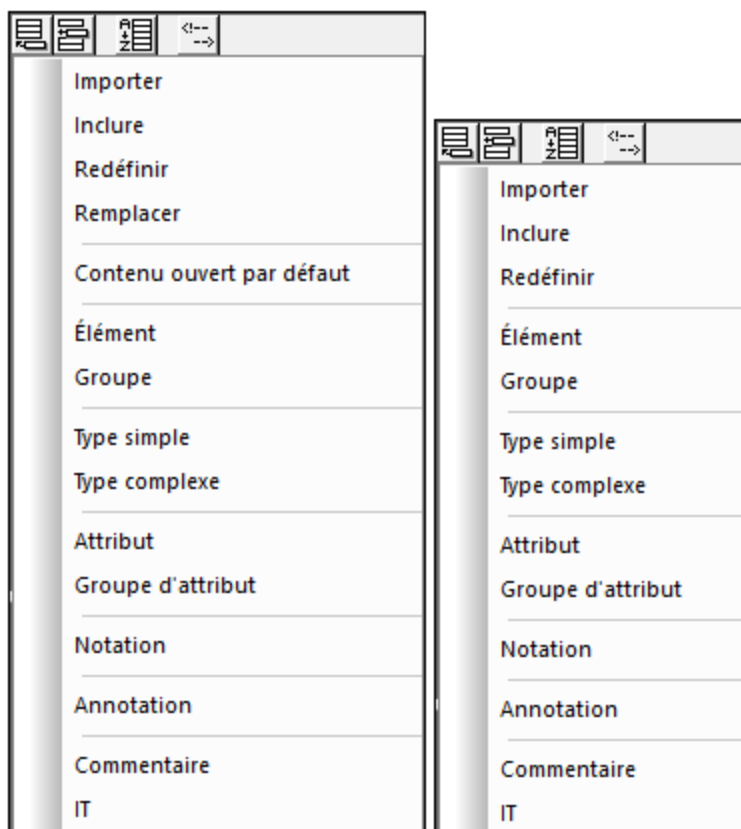 Importer
Inclure
Redéfinir
Remplacer
Contenu ouvert par défaut
Élément
Groupe
Type simple
Type complexe
Attribut
Groupe d'attribut
Notation
Annotation
Commentaire
IT
Importer
Inclure
Redéfinir
Élément
Groupe
Type simple
Type complexe
Attribut
Groupe d'attribut
Notation
Annotation
Commentaire
IT